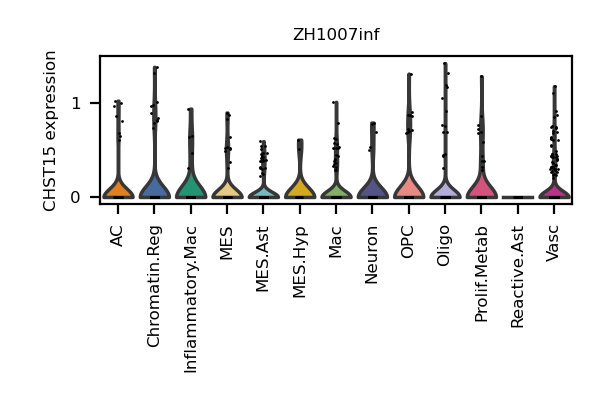 ZH1007inf
CHST15 expression
1
0
AC
Chromatin.Reg
Inflammatory.Mac
MES
MES.Ast
MES.Hyp
Mac
Neuron
OPC
Oligo
Prolif.Metab
Reactive.Ast
Vasc